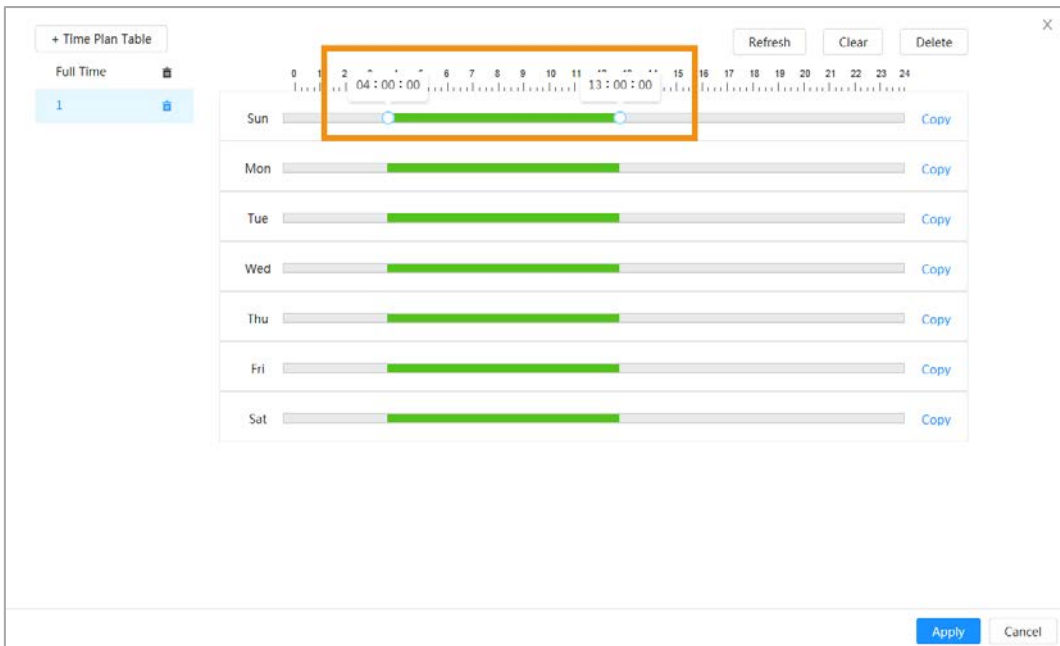 + Time Plan Table
Refresh Clear Delete X
Full Time
1
0 1 2 6 7 8 9 10 11 15 16 17 18 19 20 21 22 23 24
04:00:00 13:00:00
Sun Copy
Mon Copy
Tue Copy
Wed Copy
Thu Copy
Fri Copy
Sat Copy
Apply Cancel